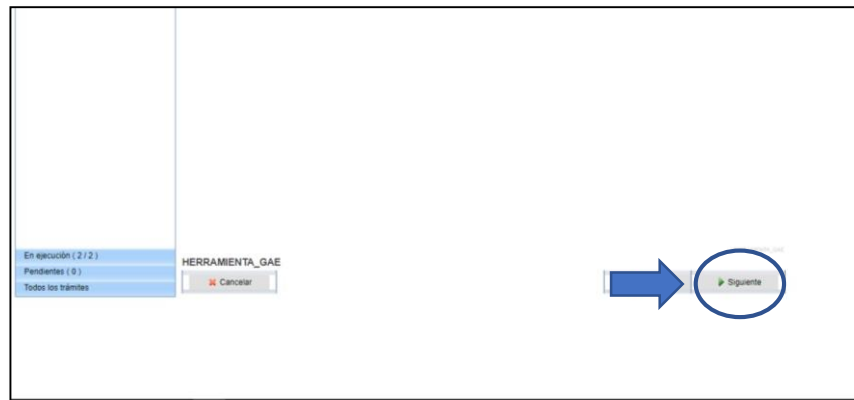 En ejecución ( 2 / 2 )
Pendientes ( 0 )
Todos los trámites
HERRAMIENTA_GAE
Cancelar
Siguiente